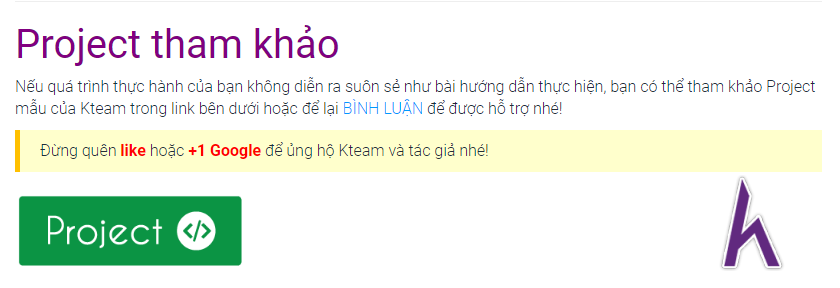 Project tham khảo
Nếu quá trình thực hành của bạn không diễn ra suôn sẻ như bài hướng dẫn thực hiện, bạn có thể tham khảo Project
mẫu của Kteam trong link bên dưới hoặc để lại BÌNH LUẬN để được hỗ trợ nhé!
Đừng quên like hoặc +1 Google để ủng hộ Kteam và tác giả nhé!
Project </>